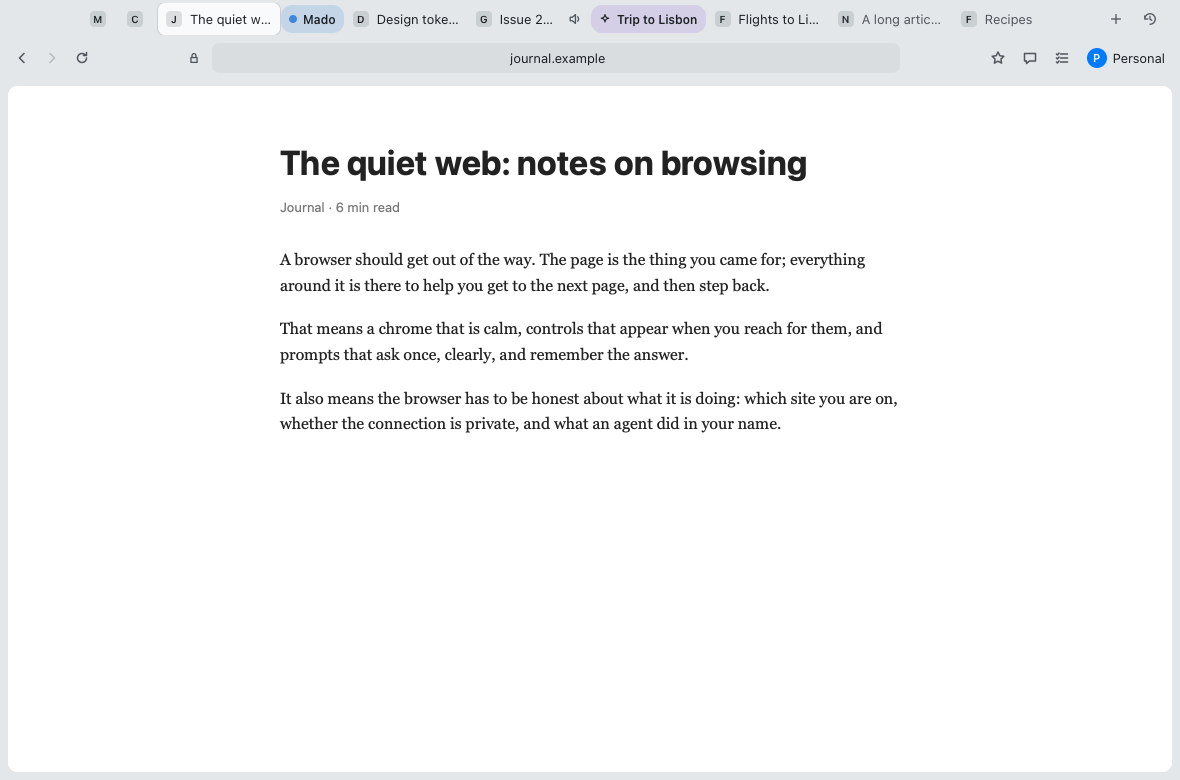 M
C
J The quiet w...
Mado
D Design toke...
G Issue 2...
Trip to Lisbon
F Flights to Li...
N A long artic...
F Recipes
journal.example
P Personal
The quiet web: notes on browsing
Journal · 6 min read
A browser should get out of the way. The page is the thing you came for; everything
around it is there to help you get to the next page, and then step back.
That means a chrome that is calm, controls that appear when you reach for them, and
prompts that ask once, clearly, and remember the answer.
It also means the browser has to be honest about what it is doing: which site you are on,
whether the connection is private, and what an agent did in your name.